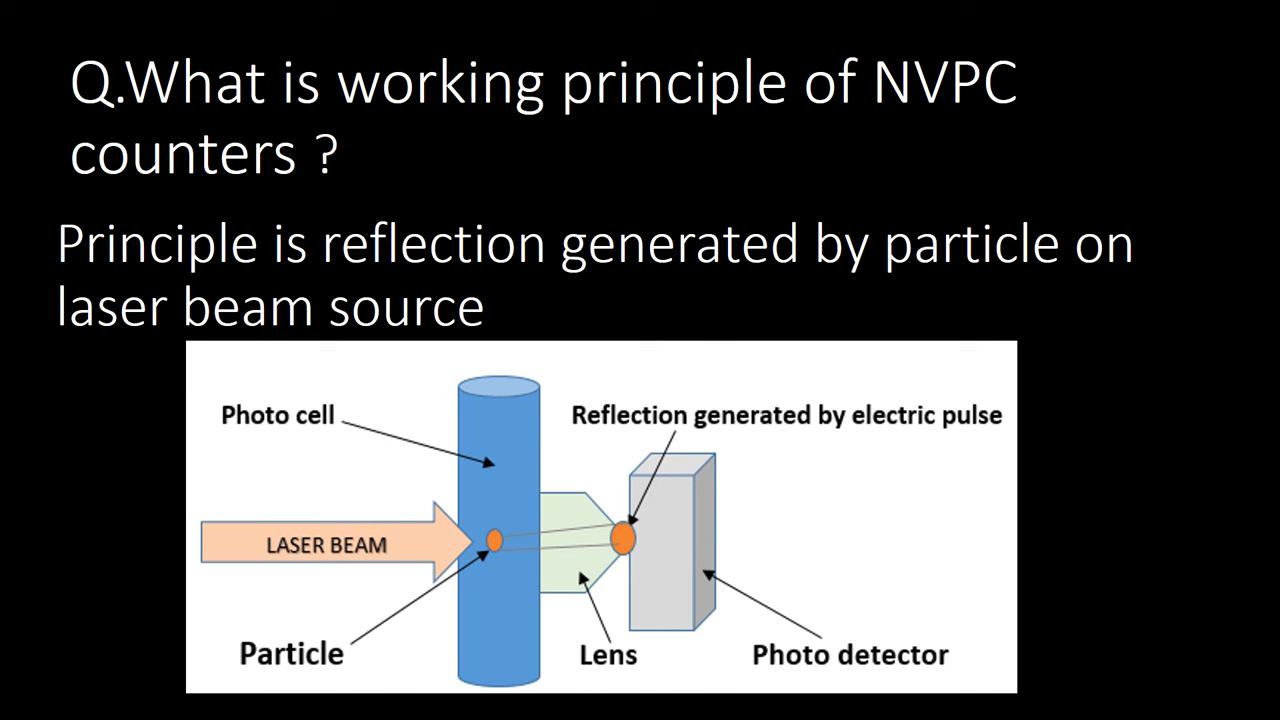 Q.What is working principle of NVPC
counters ?
Principle is reflection generated by particle on
laser beam source
Photo cell
Reflection generated by electric pulse
LASER BEAM
Particle
Lens
Photo detector